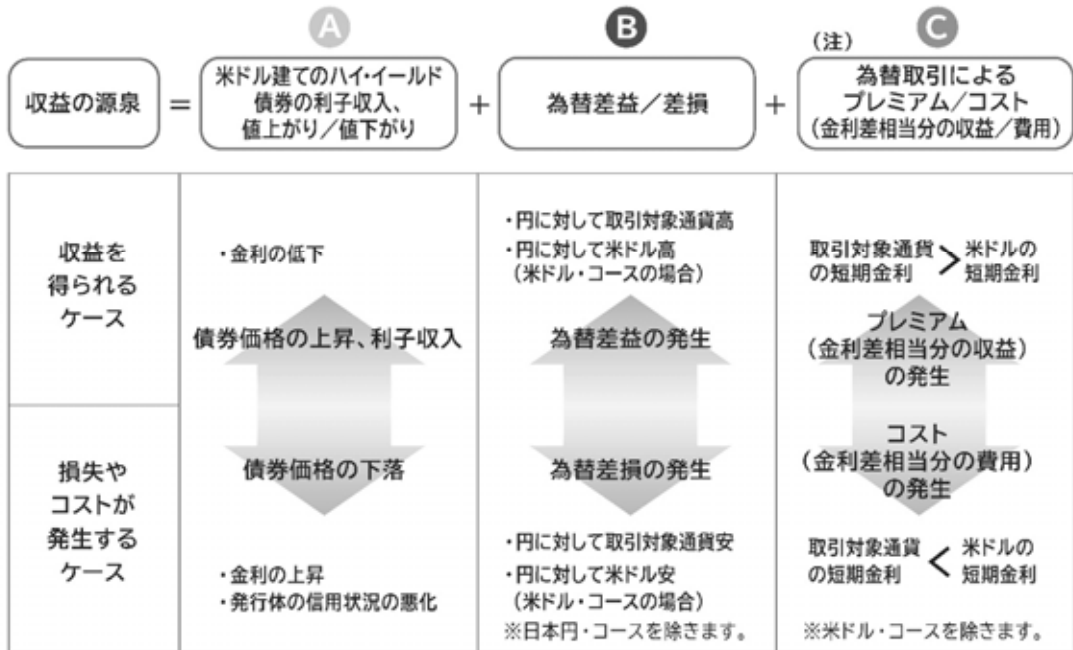 A
B
C
(注)
収益の源泉
=
米ドル建てのハイ・イールド
債券の利子収入、
値上がり／値下がり
+
為替差益／差損
+
為替取引による
プレミアム／コスト
(金利差相当分の収益／費用)
収益を
得られる
ケース
・金利の低下
債券価格の上昇、利子収入
・円に対して取引対象通貨高
・円に対して米ドル高
(米ドル・コースの場合)
為替差益の発生
取引対象通貨
の短期金利
>
米ドルの
短期金利
プレミアム
(金利差相当分の収益)
の発生
損失や
コストが
発生する
ケース
債券価格の下落
・金利の上昇
・発行体の信用状況の悪化
為替差損の発生
・円に対して取引対象通貨安
・円に対して米ドル安
(米ドル・コースの場合)
※日本円・コースを除きます。
コスト
(金利差相当分の費用)
の発生
取引対象通貨
の短期金利
<
米ドルの
短期金利
※米ドル・コースを除きます。